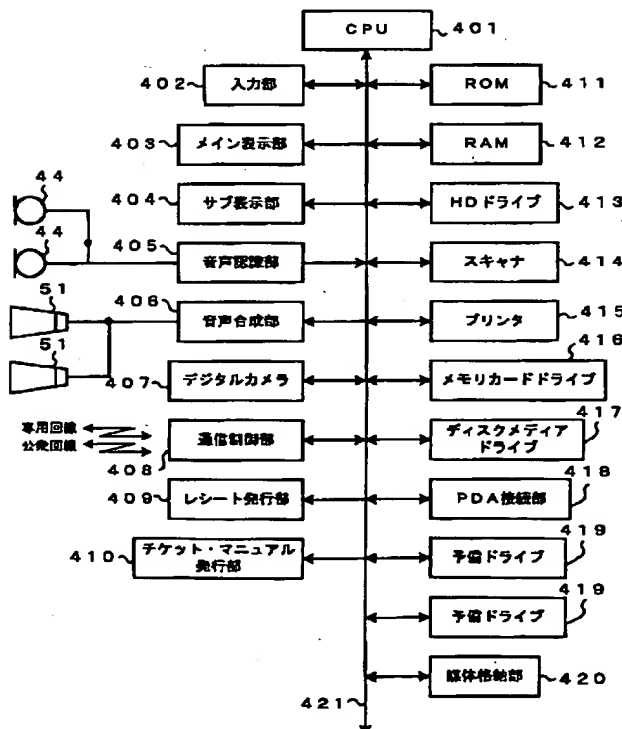 CPU
401
402
入力部
ROM
411
403
メイン表示部
RAM
412
44
404
サブ表示部
HDドライブ
413
44
405
音声認識部
スキャナ
414
51
406
音声合成部
プリンタ
415
51
407
デジタルカメラ
416
メモリカードドライブ
専用回線
公衆回線
408
通信制御部
417
ディスクメディア
ドライブ
409
レシート発行部
418
PDA接続部
410
チケット・マニュアル
発行部
419
予備ドライブ
419
予備ドライブ
421
媒体格納部
420